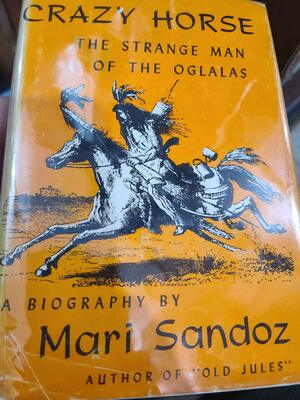 CRAZY HORSE
THE STRANGE MAN
OF THE OGLALAS
A BIOGRAPHY BY
Mari Sandoz
AUTHOR OF "OLD JULES"